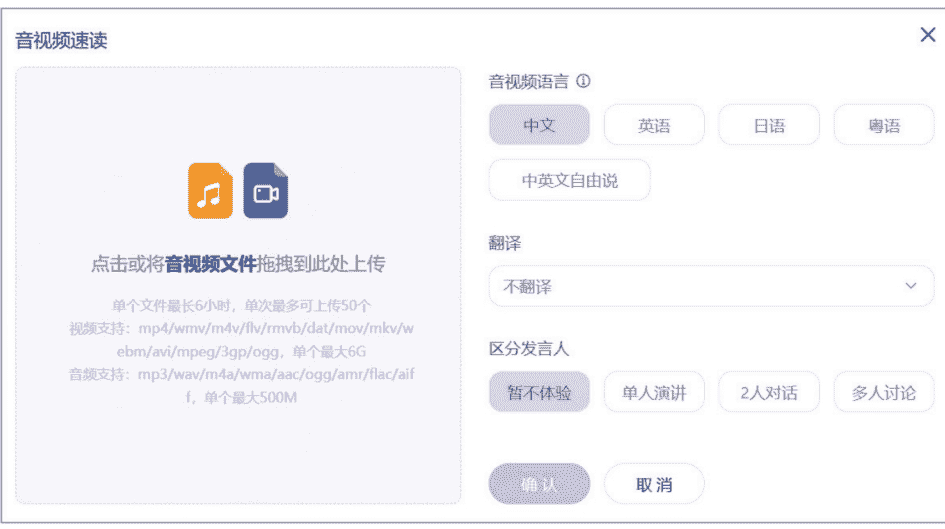 音视频速读
点击或将音视频文件拖拽到此处上传
单个文件最长6小时，单次最多可上传50个
视频支持：mp4/wmv/m4v/flv/rmvb/dat/mov/mkv/w
ebm/avi/mpeg/3gp/ogg，单个最大6G
音频支持：mp3/wav/m4a/wma/aac/ogg/amr/flac/aif
f，单个最大500M
音视频语言
中文 英语 日语 粤语
中英文自由说
翻译
不翻译
区分发言人
暂不体验 单人演讲 2人对话 多人讨论
确认 取消